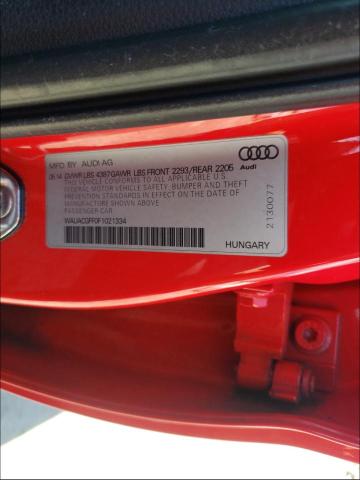 MFD. BY AUDI AG
06.14 GVWR LBS 4387 GAWR LBS FRONT 2293/REAR 2205
THIS VEHICLE CONFORMS TO ALL APPLICABLE U.S.
FEDERAL MOTOR VEHICLE SAFETY, BUMPER AND THEFT
PREVENTION STANDARDS IN EFFECT ON THE DATE
OF MANUFACTURE SHOWN ABOVE
PASSENGER CAR
WAUACGFF0F1021334
Audi
2130077
HUNGARY